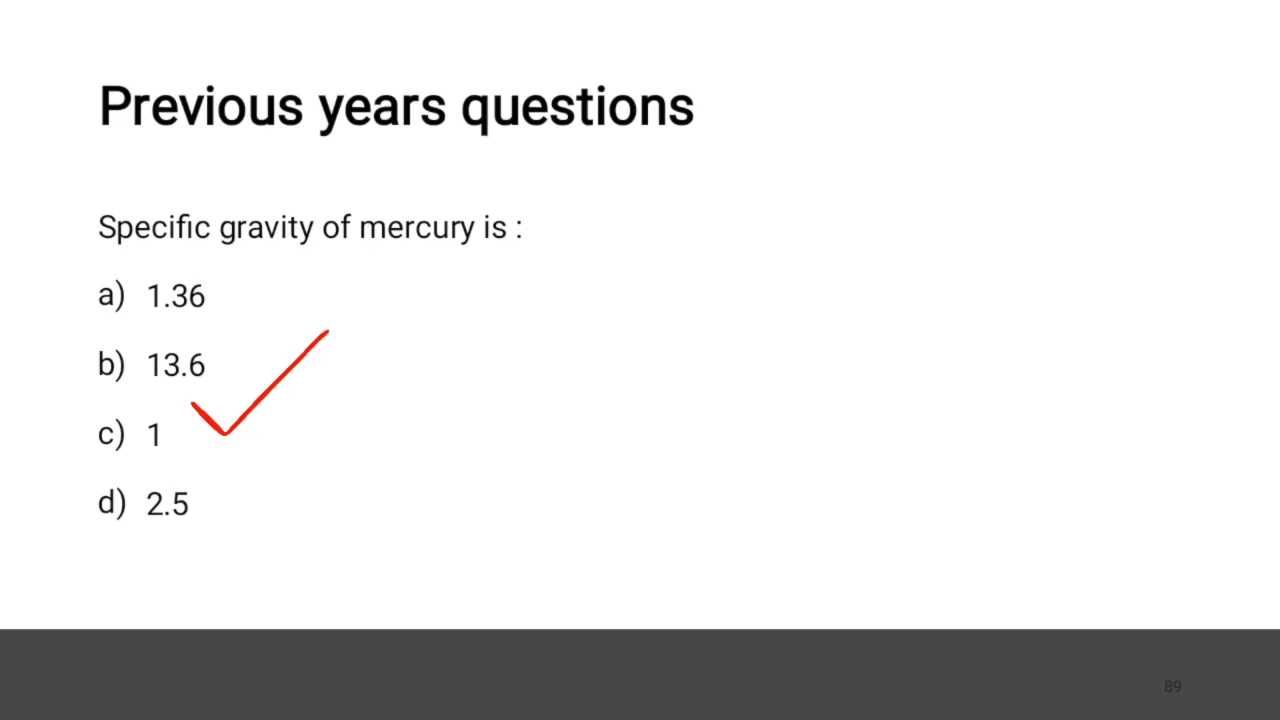 Previous years questions
Specific gravity of mercury is :
a) 1.36
b) 13.6
c) 1
d) 2.5
89